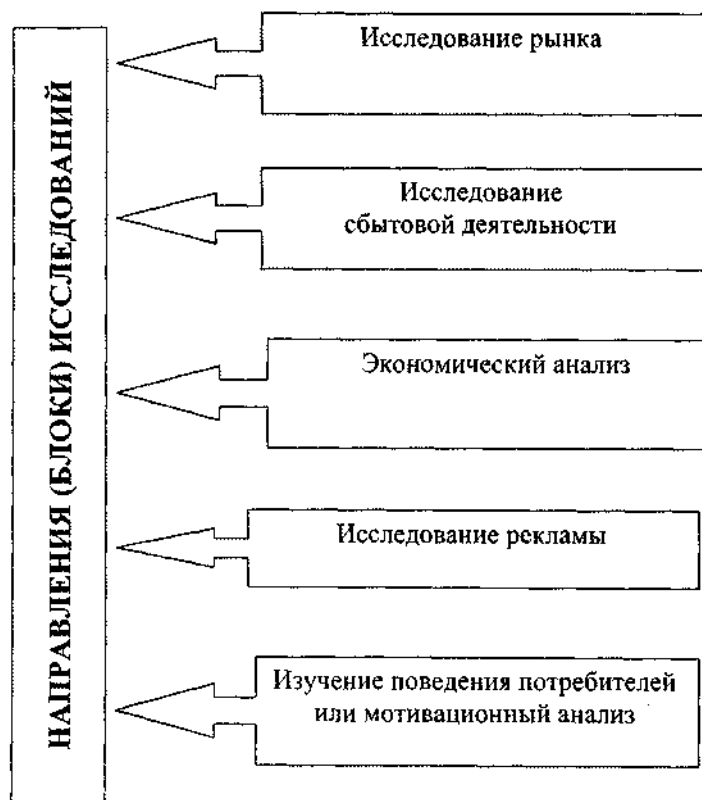 НАПРАВЛЕНИЯ (БЛОКИ) ИССЛЕДОВАНИЙ
Исследование рынка
Исследование
сбытовой деятельности
Экономический анализ
Исследование рекламы
Изучение поведения потребителей
или мотивационный анализ